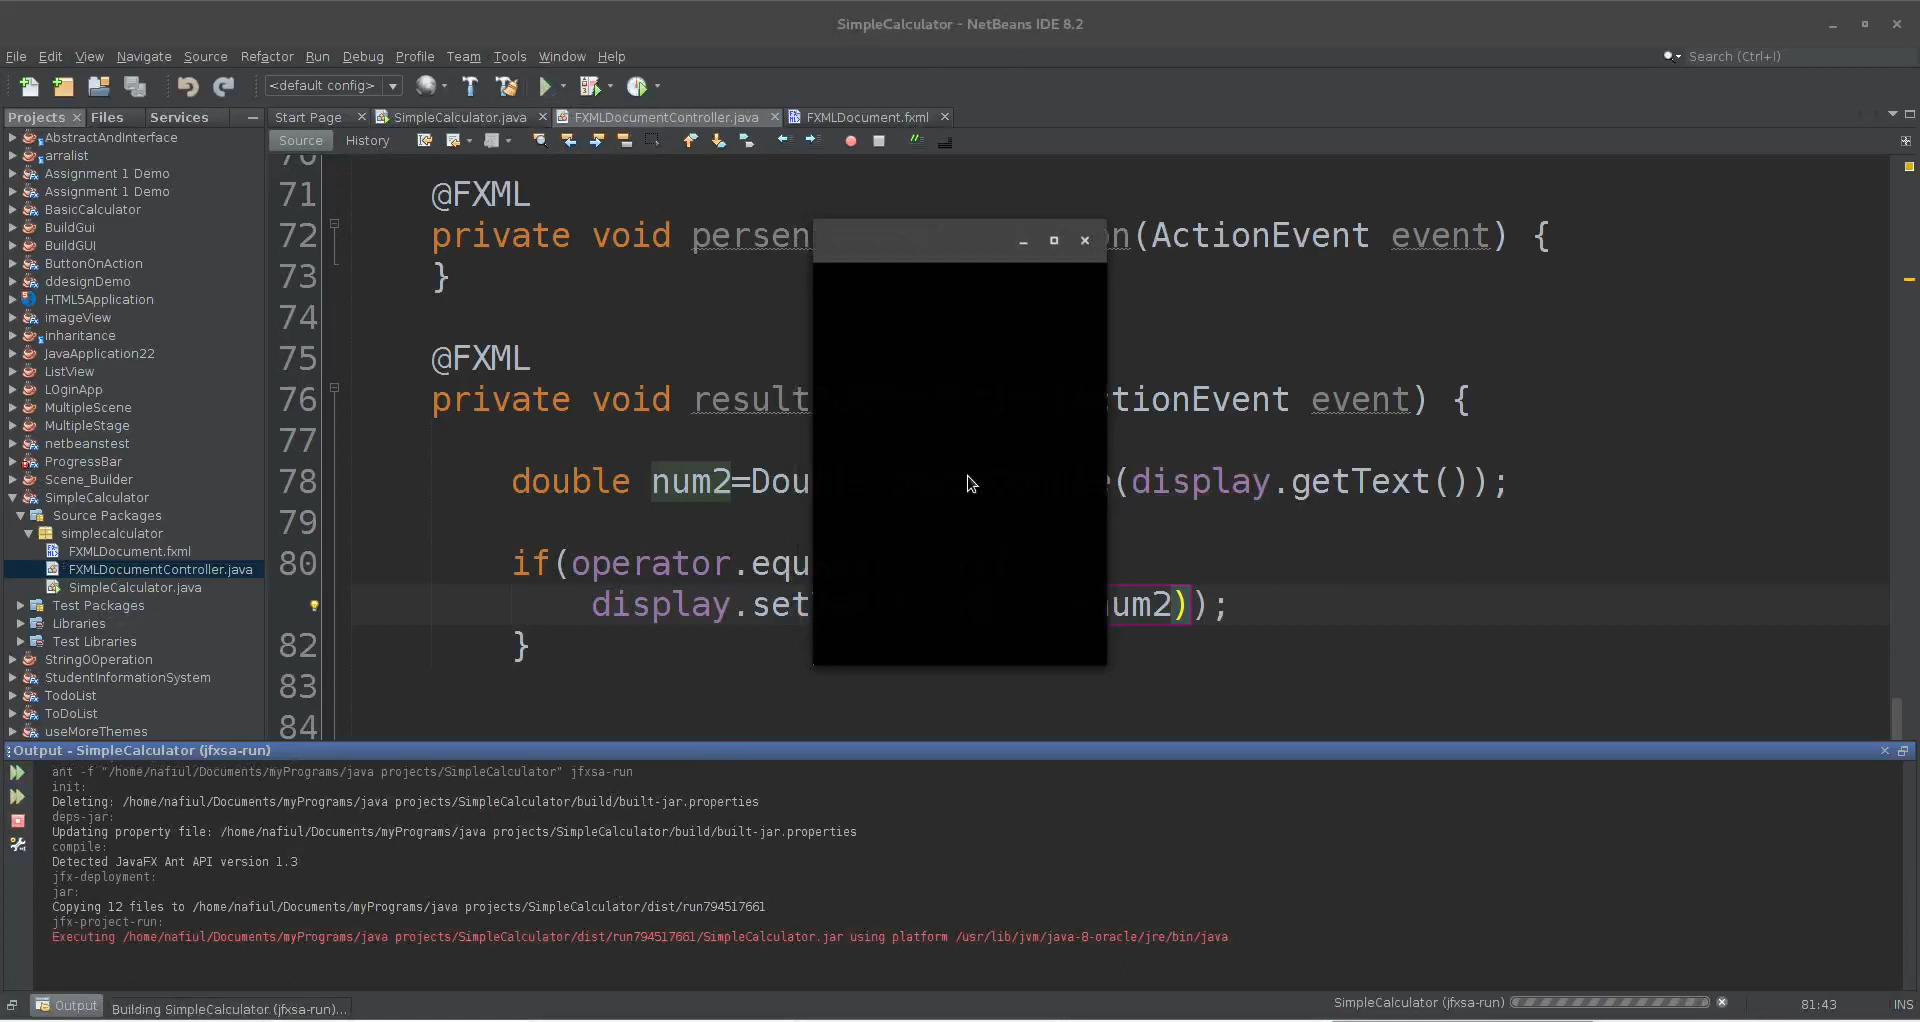 SimpleCalculator - NetBeans IDE 8.2
File Edit View Navigate Source Refactor Run Debug Profile Team Tools Window Help
Search (Ctrl+I)
<default config>
Projects Files Services
Start Page SimpleCalculator.java FXMLDocumentController.java FXMLDocument.fxml
Source History
AbstractAndInterface
arralist
Assignment 1 Demo
Assignment 1 Demo
BasicCalculator
BuildGui
BuildGUI
ButtonOnAction
ddesignDemo
HTML5Application
imageView
inheritance
JavaApplication22
ListView
LOginApp
MultipleScene
MultipleStage
netbeanstest
ProgressBar
Scene_Builder
SimpleCalculator
Source Packages
simplecalculator
FXMLDocument.fxml
FXMLDocumentController.java
SimpleCalculator.java
Test Packages
Libraries
Test Libraries
StringOOperation
StudentInformationSystem
TodoList
ToDoList
useMoreThemes
70
71 @FXML
72 private void persen n(ActionEvent event) {
73 }
74
75 @FXML
76 private void result ctionEvent event) {
77
78 double num2=Dou (display.getText());
79
80 if(operator.equ
display.set um2));
82 }
83
84
Output - SimpleCalculator (jfxsa-run)
ant -f "/home/nafiul/Documents/myPrograms/java projects/SimpleCalculator" jfxsa-run
init:
Deleting: /home/nafiul/Documents/myPrograms/java projects/SimpleCalculator/build/built-jar.properties
deps-jar:
Updating property file: /home/nafiul/Documents/myPrograms/java projects/SimpleCalculator/build/built-jar.properties
compile:
Detected JavaFX Ant API version 1.3
jfx-deployment:
jar:
Copying 12 files to /home/nafiul/Documents/myPrograms/java projects/SimpleCalculator/dist/run794517661
jfx-project-run:
Executing /home/nafiul/Documents/myPrograms/java projects/SimpleCalculator/dist/run794517661/SimpleCalculator.jar using platform /usr/lib/jvm/java-8-oracle/jre/bin/java
Output Building SimpleCalculator (jfxsa-run)... SimpleCalculator (jfxsa-run) 81:43 INS